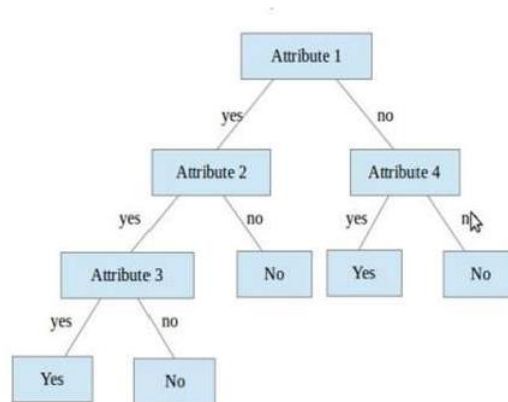 Attribute 1
yes no
Attribute 2 Attribute 4
yes no yes
Attribute 3 No Yes No
yes no
Yes No